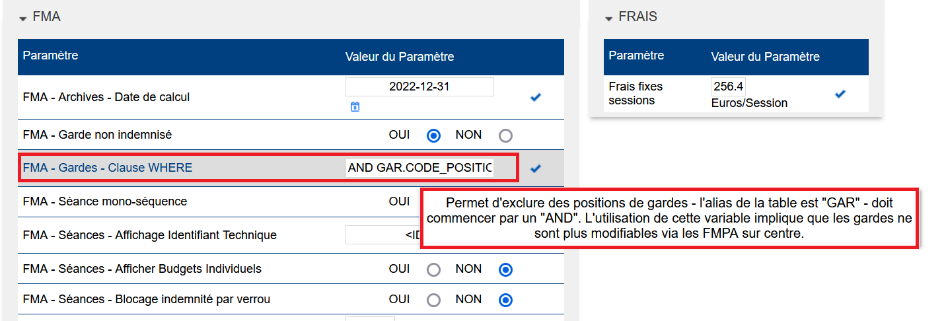 FMA
Paramètre Valeur du Paramètre
FMA - Archives - Date de calcul 2022-12-31
FMA - Garde non indemnisé OUI NON
FMA - Gardes - Clause WHERE AND GAR.CODE_POSITIC
FMA - Séance mono-séquence OUI
FMA - Séances - Affichage Identifiant Technique <ID
FMA - Séances - Afficher Budgets Individuels OUI NON
FMA - Séances - Blocage indemnité par verrou OUI NON
FRAIS
Paramètre Valeur du Paramètre
Frais fixes 256.4
sessions Euros/Session
Permet d'exclure des positions de gardes - l'alias de la table est "GAR" - doit
commencer par un "AND". L'utilisation de cette variable implique que les gardes ne
sont plus modifiables via les FMPA sur centre.